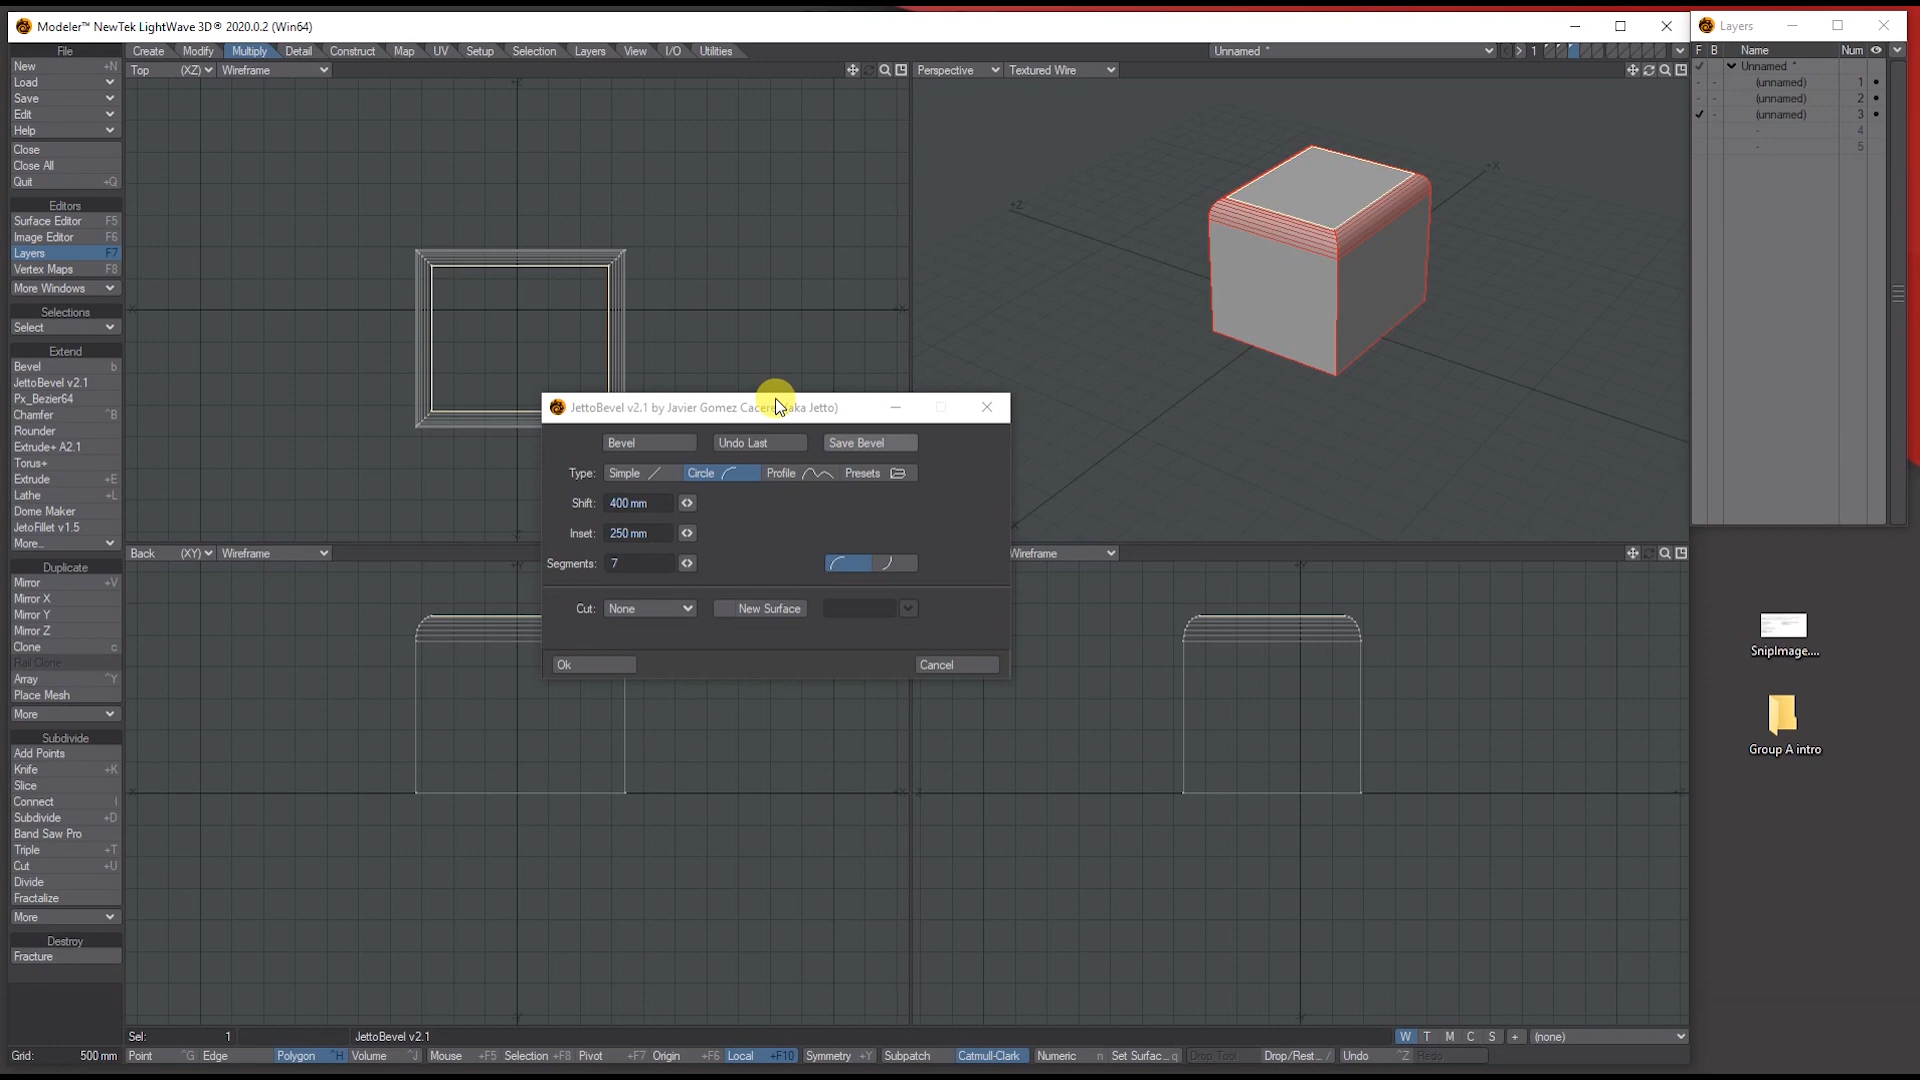 Modeler™ NewTek LightWave 3D® 2020.0.2 (Win64)
Layers
File
Create Modify Multiply Detail Construct Map UV Setup Selection Layers View I/O Utilities
Unnamed * 1
F B Name Num
New +N
Load
Save
Edit
Help
Close
Close All
Quit +Q
Editors
Surface Editor F5
Image Editor F6
Layers F7
Vertex Maps F8
More Windows
Selections
Select
Extend
Bevel b
JettoBevel v2.1
Px_Bezier64
Chamfer ^B
Rounder
Extrude+ A2.1
Torus+
Extrude +E
Lathe +L
Dome Maker
JetoFillet v1.5
More...
Duplicate
Mirror +V
Mirror X
Mirror Y
Mirror Z
Clone c
Rail Clone
Array ^Y
Place Mesh
More
Subdivide
Add Points
Knife +K
Slice
Connect l
Subdivide +D
Band Saw Pro
Triple +T
Cut +U
Divide
Fractalize
More
Destroy
Fracture
Top (XZ) Wireframe
Perspective Textured Wire
+Z
+X
Back (XY) Wireframe
Wireframe
Unnamed *
(unnamed) 1
(unnamed) 2
(unnamed) 3
- 4
- 5
JettoBevel v2.1 by Javier Gomez Cacere (aka Jetto)
Bevel Undo Last Save Bevel
Type: Simple Circle Profile Presets
Shift: 400 mm
Inset: 250 mm
Segments: 7
Cut: None New Surface
Ok Cancel
SnipImage....
Group A intro
Sel: 1 JettoBevel v2.1 W T M C S + (none)
Grid: 500 mm Point ^G Edge Polygon ^H Volume ^J Mouse +F5 Selection +F8 Pivot +F7 Origin +F6 Local +F10 Symmetry +Y Subpatch Catmull-Clark Numeric n Set Surfac... q Drop Tool Drop/Rest... / Undo ^Z Redo